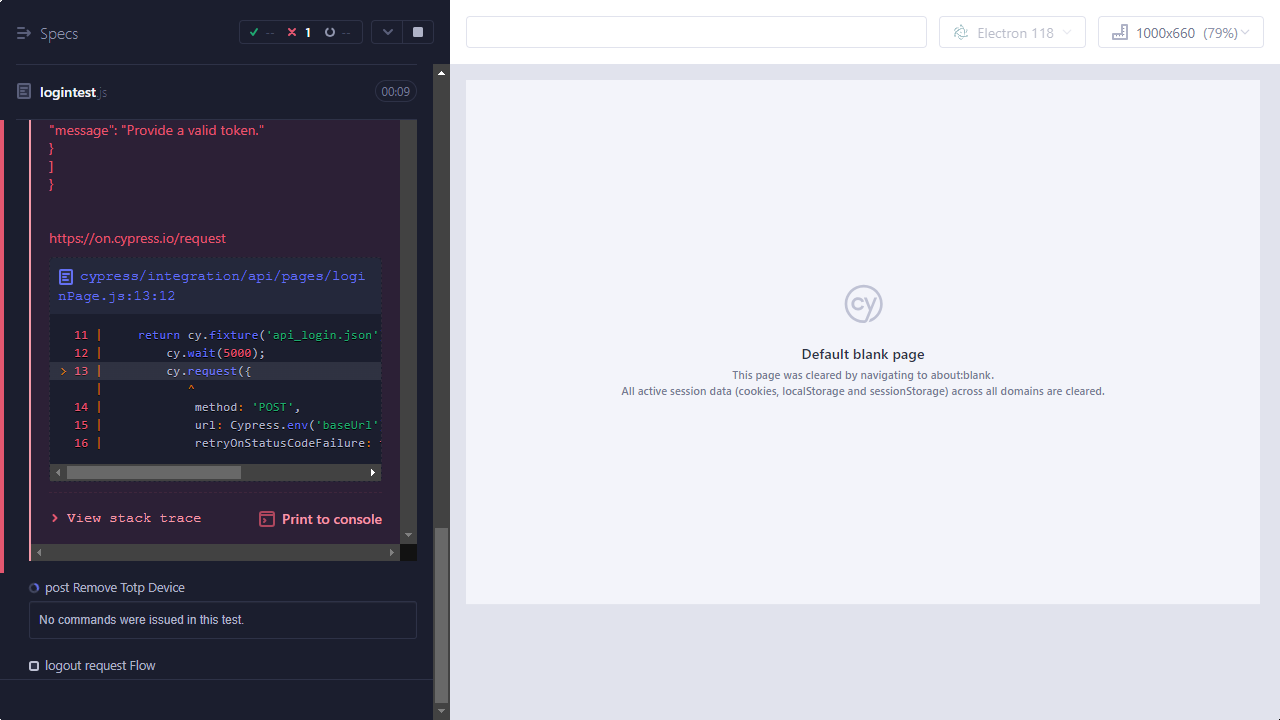 Specs
-- 1 --
logintest.js
00:09
"message": "Provide a valid token."
}
]
}
https://on.cypress.io/request
cypress/integration/api/pages/logi
nPage.js:13:12
11 | return cy.fixture('api_login.json'
12 | cy.wait(5000);
> 13 | cy.request({
| ^
14 | method: 'POST',
15 | url: Cypress.env('baseUrl'
16 | retryOnStatusCodeFailure:
> View stack trace
Print to console
post Remove Totp Device
No commands were issued in this test.
logout request Flow
Electron 118
1000x660 (79%)
cy
Default blank page
This page was cleared by navigating to about:blank.
All active session data (cookies, localStorage and sessionStorage) across all domains are cleared.